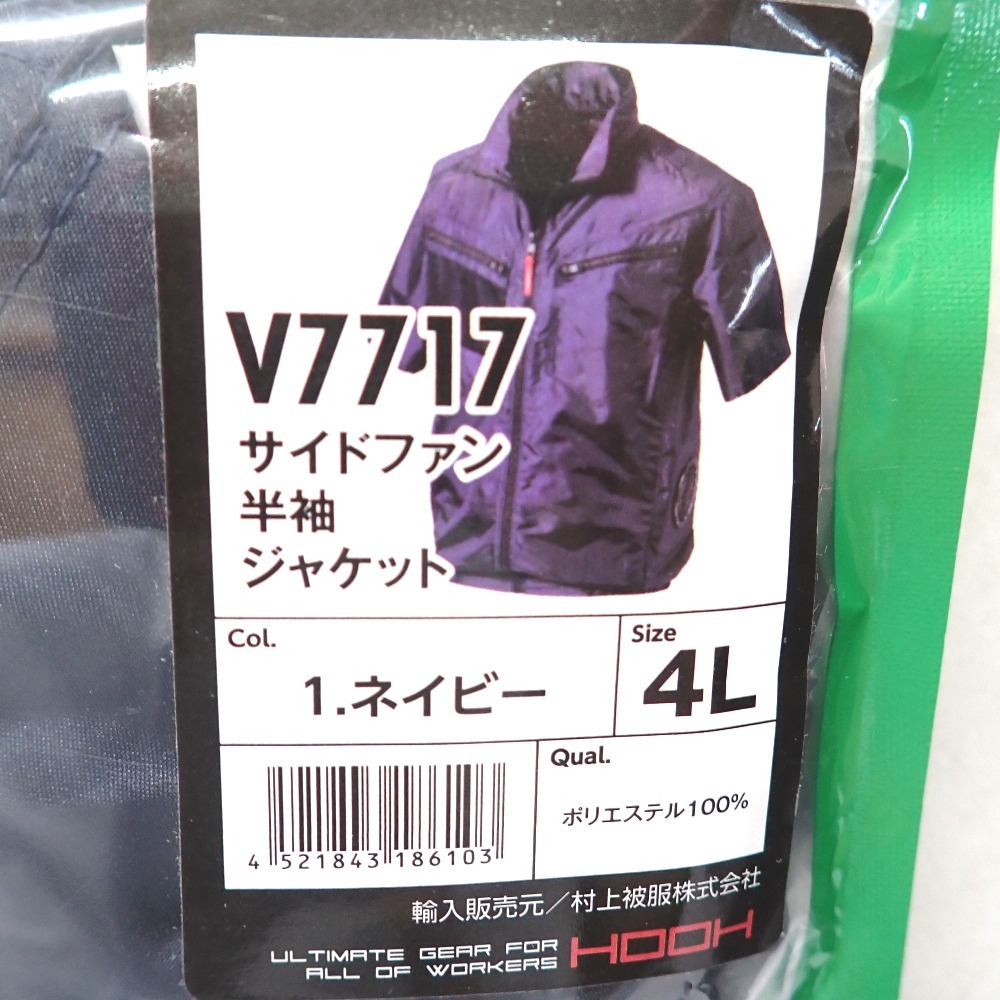 V7717
サイドファン
半袖
ジャケット
Col.
1.ネイビー
Size
4L
Qual.
ポリエステル100%
4 521843 186103
輸入販売元／村上被服株式会社
ULTIMATE GEAR FOR
ALL OF WORKERS
HOOH